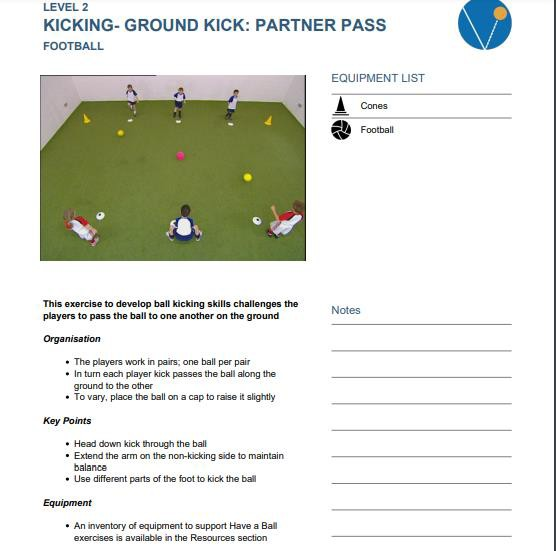 LEVEL 2
KICKING- GROUND KICK: PARTNER PASS
FOOTBALL
EQUIPMENT LIST
Cones
Football
This exercise to develop ball kicking skills challenges the
players to pass the ball to one another on the ground
Organisation
• The players work in pairs; one ball per pair
• In turn each player kick passes the ball along the
ground to the other
• To vary, place the ball on a cap to raise it slightly
Key Points
• Head down kick through the ball
• Extend the arm on the non-kicking side to maintain
balance
• Use different parts of the foot to kick the ball
Equipment
• An inventory of equipment to support Have a Ball
exercises is available in the Resources section
Notes